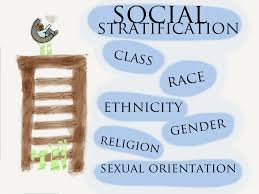 SOCIAL
STRATIFICATION
CLASS
RACE
ETHNICITY
GENDER
RELIGION
SEXUAL ORIENTATION